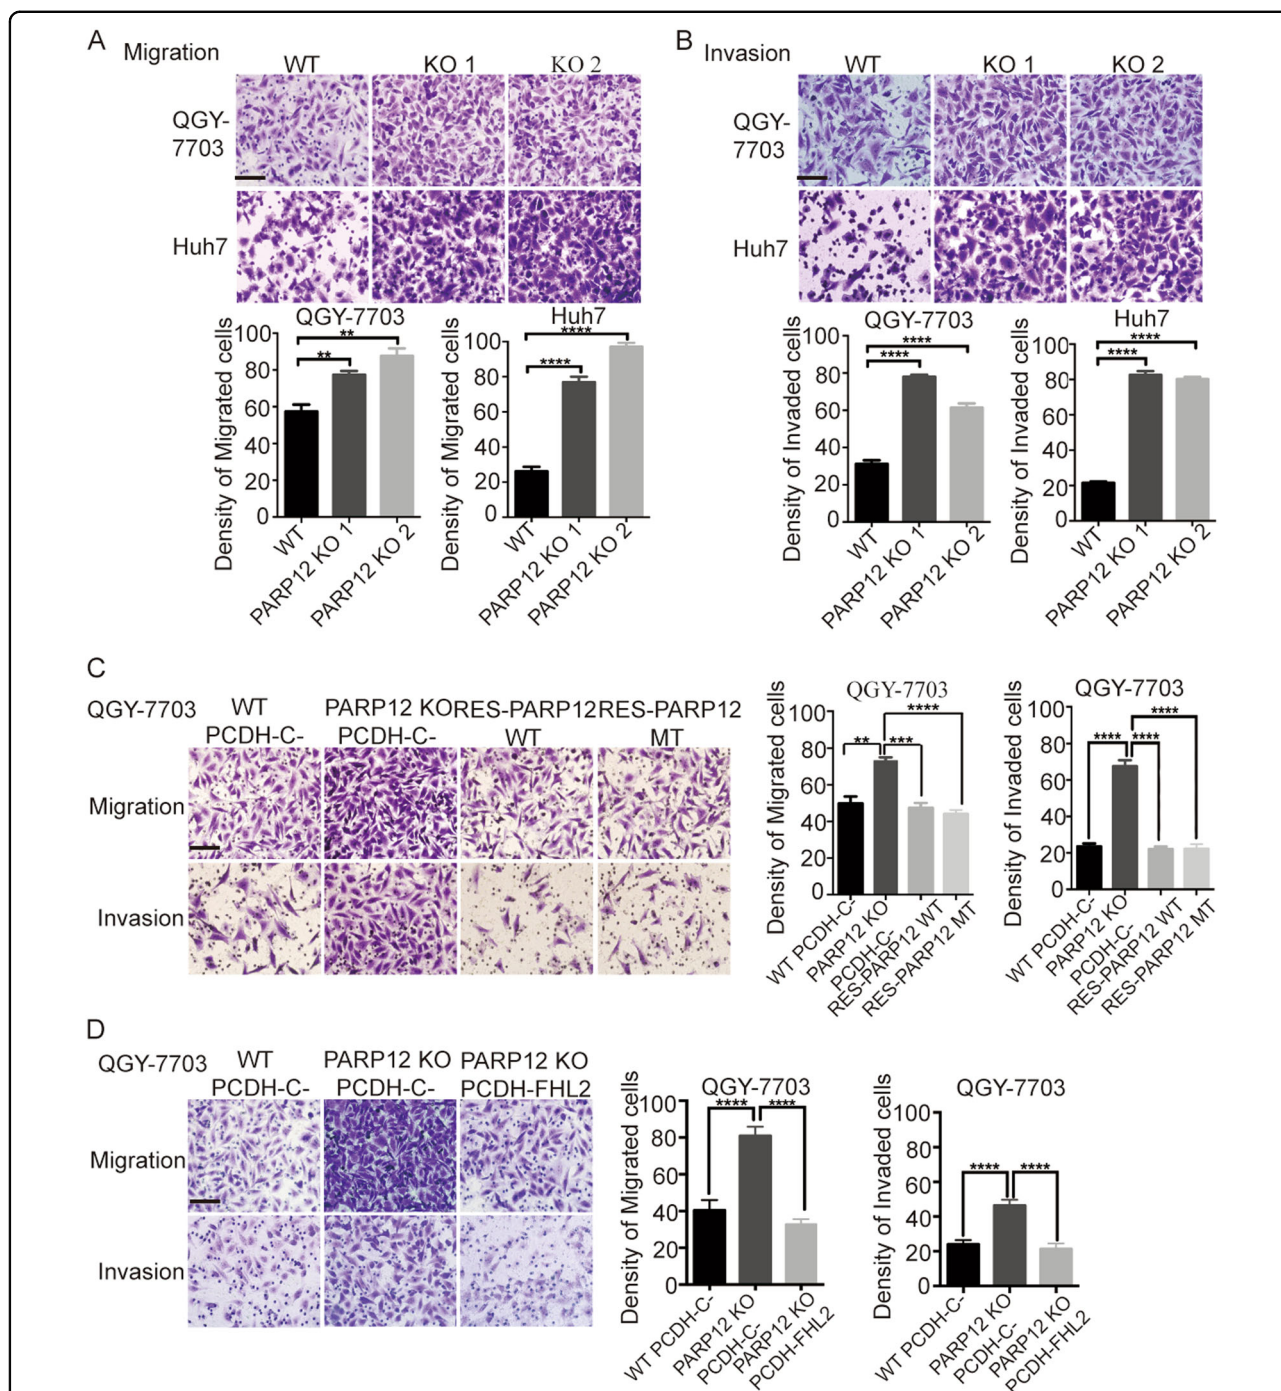 A
Migration
WT
KO 1
KO 2
QGY-
7703
Huh7
QGY-7703
Density of Migrated cells
100
80
60
40
20
0
**
**
WT
PARP12 KO 1
PARP12 KO 2
Huh7
Density of Migrated cells
100
80
60
40
20
0
****
****
WT
PARP12 KO 1
PARP12 KO 2
B
Invasion
WT
KO 1
KO 2
QGY-
7703
Huh7
QGY-7703
Density of Invaded cells
100
80
60
40
20
0
****
****
WT
PARP12 KO 1
PARP12 KO 2
Huh7
Density of Invaded cells
100
80
60
40
20
0
****
****
WT
PARP12 KO 1
PARP12 KO 2
C
QGY-7703
WT
PCDH-C-
PARP12 KO
PCDH-C-
RES-PARP12
WT
RES-PARP12
MT
Migration
Invasion
QGY-7703
Density of Migrated cells
100
80
60
40
20
0
****
**
***
WT PCDH-C-
PARP12 KO
PCDH-C-
RES-PARP12 WT
RES-PARP12 MT
QGY-7703
Density of Invaded cells
100
80
60
40
20
0
****
****
****
WT PCDH-C-
PARP12 KO
PCDH-C-
RES-PARP12 WT
RES-PARP12 MT
D
QGY-7703
WT
PCDH-C-
PARP12 KO
PCDH-C-
PARP12 KO
PCDH-FHL2
Migration
Invasion
QGY-7703
Density of Migrated cells
100
80
60
40
20
0
****
****
WT PCDH-C-
PARP12 KO
PCDH-C-
PARP12 KO
PCDH-FHL2
QGY-7703
Density of Invaded cells
100
80
60
40
20
0
****
****
WT PCDH-C-
PARP12 KO
PCDH-C-
PARP12 KO
PCDH-FHL2